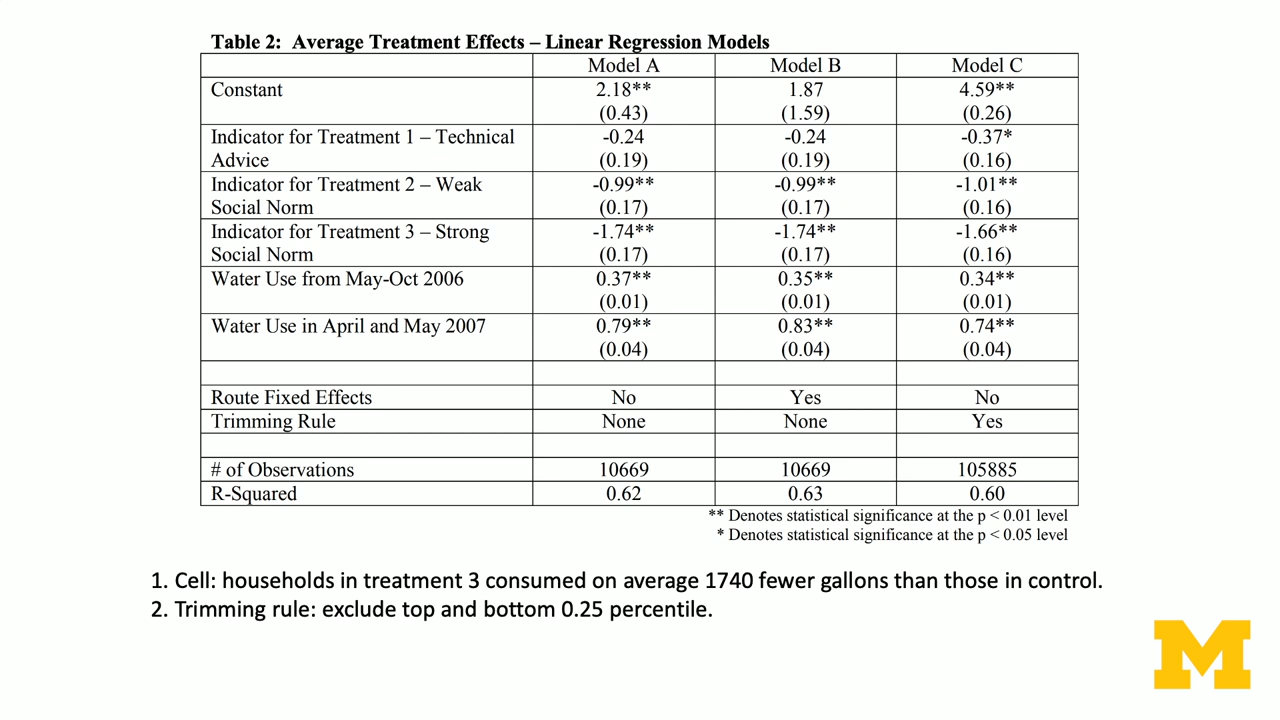 Table 2: Average Treatment Effects – Linear Regression Models
Model A Model B Model C
Constant 2.18** 1.87 4.59**
(0.43) (1.59) (0.26)
Indicator for Treatment 1 – Technical -0.24 -0.24 -0.37*
Advice (0.19) (0.19) (0.16)
Indicator for Treatment 2 – Weak -0.99** -0.99** -1.01**
Social Norm (0.17) (0.17) (0.16)
Indicator for Treatment 3 – Strong -1.74** -1.74** -1.66**
Social Norm (0.17) (0.17) (0.16)
Water Use from May-Oct 2006 0.37** 0.35** 0.34**
(0.01) (0.01) (0.01)
Water Use in April and May 2007 0.79** 0.83** 0.74**
(0.04) (0.04) (0.04)
Route Fixed Effects No Yes No
Trimming Rule None None Yes
# of Observations 10669 10669 105885
R-Squared 0.62 0.63 0.60
** Denotes statistical significance at the p < 0.01 level
* Denotes statistical significance at the p < 0.05 level
1. Cell: households in treatment 3 consumed on average 1740 fewer gallons than those in control.
2. Trimming rule: exclude top and bottom 0.25 percentile.
M